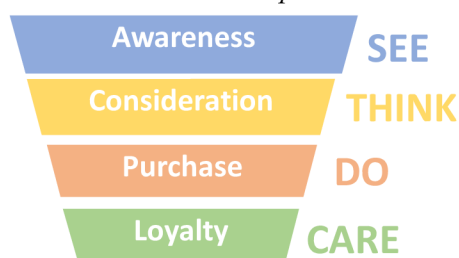 Awareness SEE
Consideration THINK
Purchase DO
Loyalty CARE